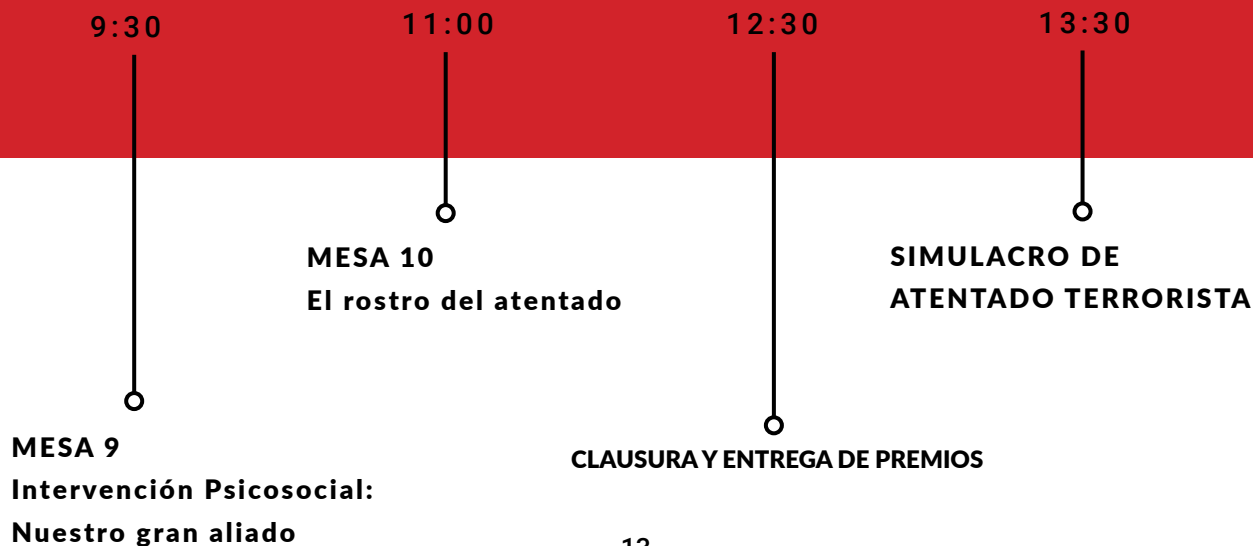 9:30
11:00
12:30
13:30
MESA 10
El rostro del atentado
SIMULACRO DE
ATENTADO TERRORISTA
MESA 9
Intervención Psicosocial:
Nuestro gran aliado
CLAUSURA Y ENTREGA DE PREMIOS